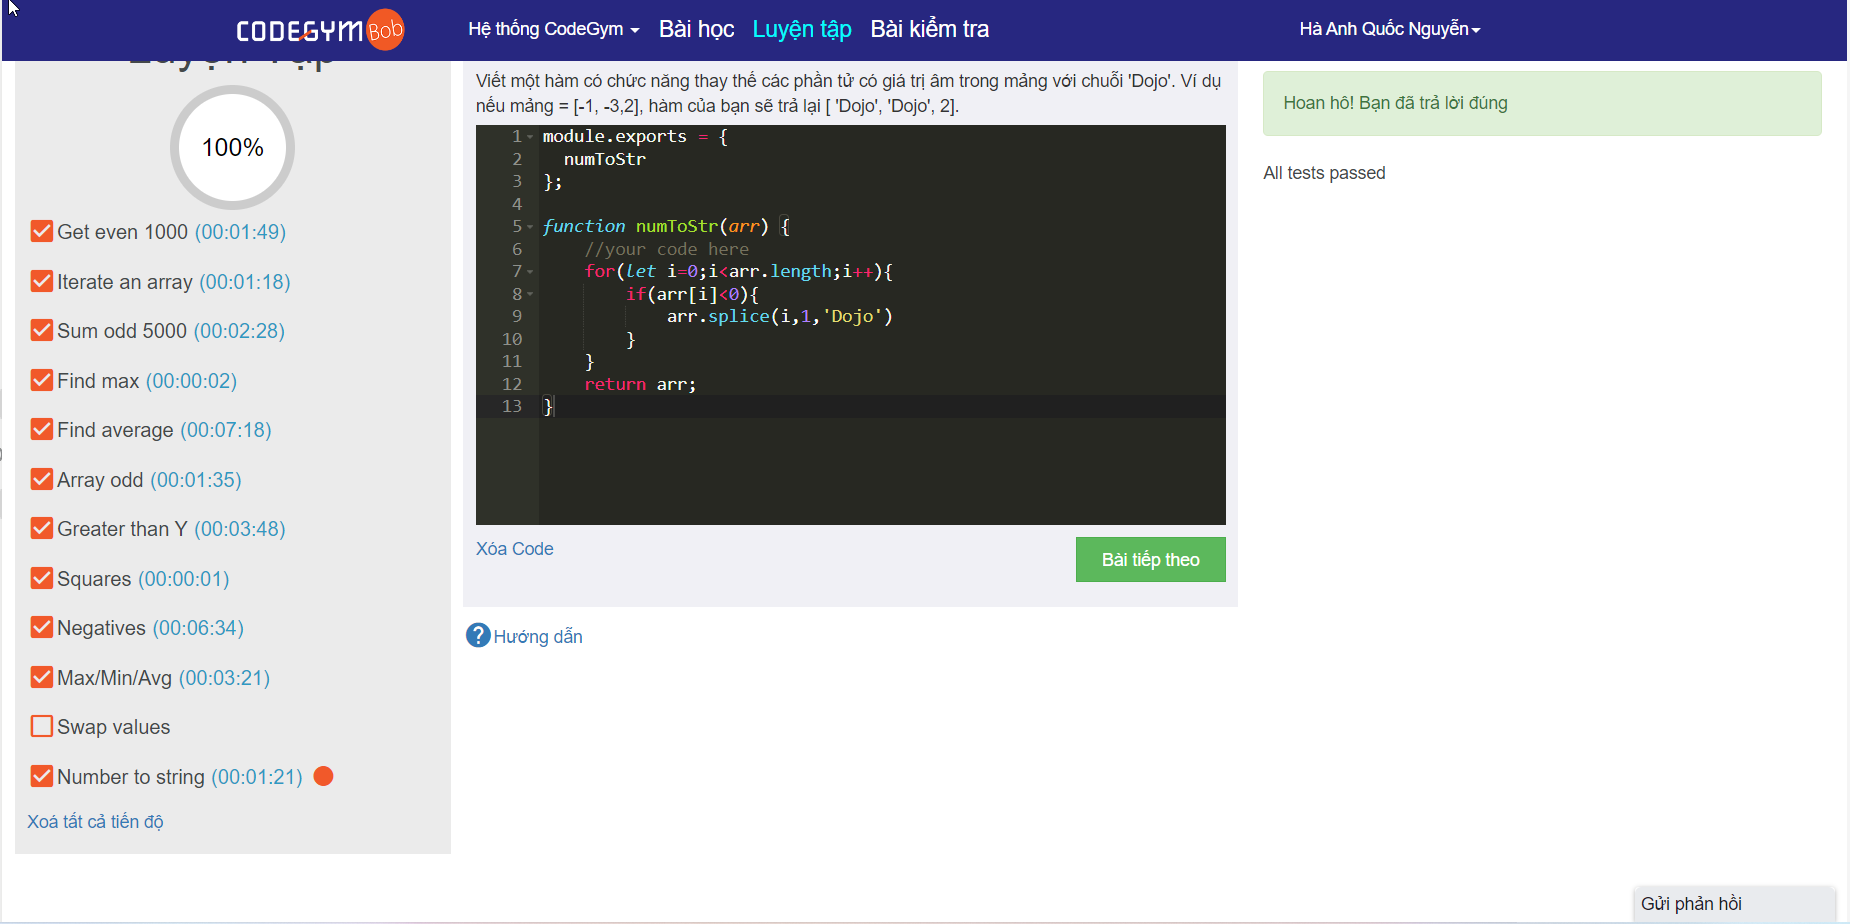 CODEGYM Bob
Hệ thống CodeGym
Bài học
Luyện tập
Bài kiểm tra
Hà Anh Quốc Nguyễn
Luyện Tập
100%
Get even 1000 (00:01:49)
Iterate an array (00:01:18)
Sum odd 5000 (00:02:28)
Find max (00:00:02)
Find average (00:07:18)
Array odd (00:01:35)
Greater than Y (00:03:48)
Squares (00:00:01)
Negatives (00:06:34)
Max/Min/Avg (00:03:21)
Swap values
Number to string (00:01:21)
Xoá tất cả tiến độ
Viết một hàm có chức năng thay thế các phần tử có giá trị âm trong mảng với chuỗi 'Dojo'. Ví dụ
nếu mảng = [-1, -3,2], hàm của bạn sẽ trả lại [ 'Dojo', 'Dojo', 2].
1 module.exports = {
2 numToStr
3 };
4
5 function numToStr(arr) {
6 //your code here
7 for(let i=0;i<arr.length;i++){
8 if(arr[i]<0){
9 arr.splice(i,1,'Dojo')
10 }
11 }
12 return arr;
13 }
Xóa Code
Bài tiếp theo
? Hướng dẫn
Hoan hô! Bạn đã trả lời đúng
All tests passed
Gửi phản hồi